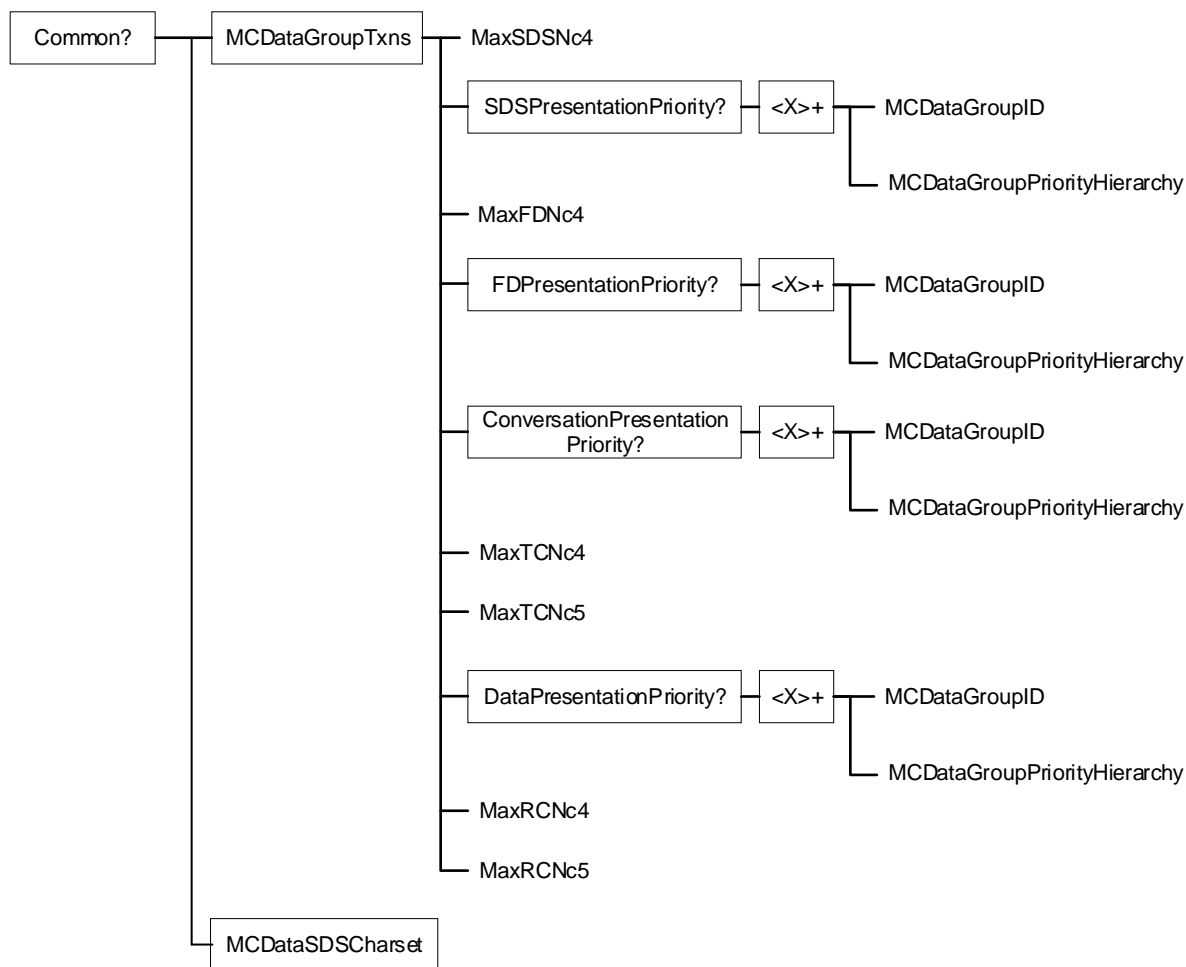 Common?
MCDataGroupTxns
MaxSDSNc4
SDSPresentationPriority?
<X>+
MCDataGroupID
MCDataGroupPriorityHierarchy
MaxFDNc4
FDPresentationPriority?
<X>+
MCDataGroupID
MCDataGroupPriorityHierarchy
ConversationPresentation
Priority?
<X>+
MCDataGroupID
MCDataGroupPriorityHierarchy
MaxTCNc4
MaxTCNc5
DataPresentationPriority?
<X>+
MCDataGroupID
MCDataGroupPriorityHierarchy
MaxRCNc4
MaxRCNc5
MCDataSDSCharset